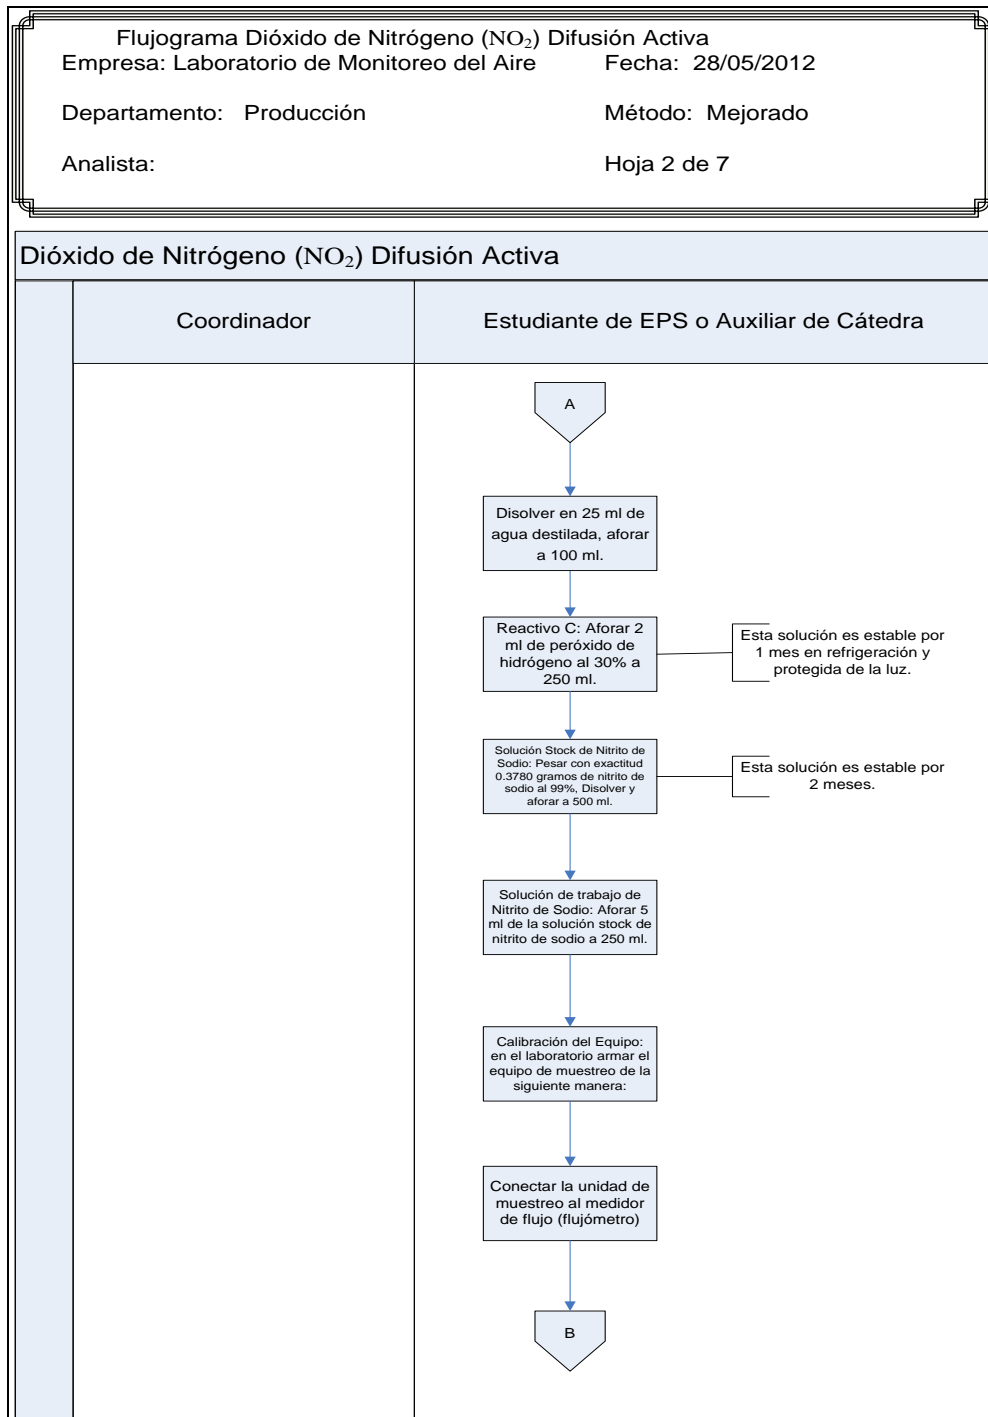 Flujograma Dióxido de Nitrógeno (NO₂) Difusión Activa
Empresa: Laboratorio de Monitoreo del Aire Fecha: 28/05/2012
Departamento: Producción Método: Mejorado
Analista: Hoja 2 de 7
Dióxido de Nitrógeno (NO₂) Difusión Activa
Coordinador Estudiante de EPS o Auxiliar de Cátedra
A
Disolver en 25 ml de
agua destilada, aforar
a 100 ml.
Reactivo C: Aforar 2
ml de peróxido de
hidrógeno al 30% a
250 ml.
Esta solución es estable por
1 mes en refrigeración y
protegida de la luz.
Solución Stock de Nitrito de
Sodio: Pesar con exactitud
0.3780 gramos de nitrito de
sodio al 99%, Disolver y
aforar a 500 ml.
Esta solución es estable por
2 meses.
Solución de trabajo de
Nitrito de Sodio: Aforar 5
ml de la solución stock de
nitrito de sodio a 250 ml.
Calibración del Equipo:
en el laboratorio armar el
equipo de muestreo de la
siguiente manera:
Conectar la unidad de
muestreo al medidor
de flujo (flujómetro)
B